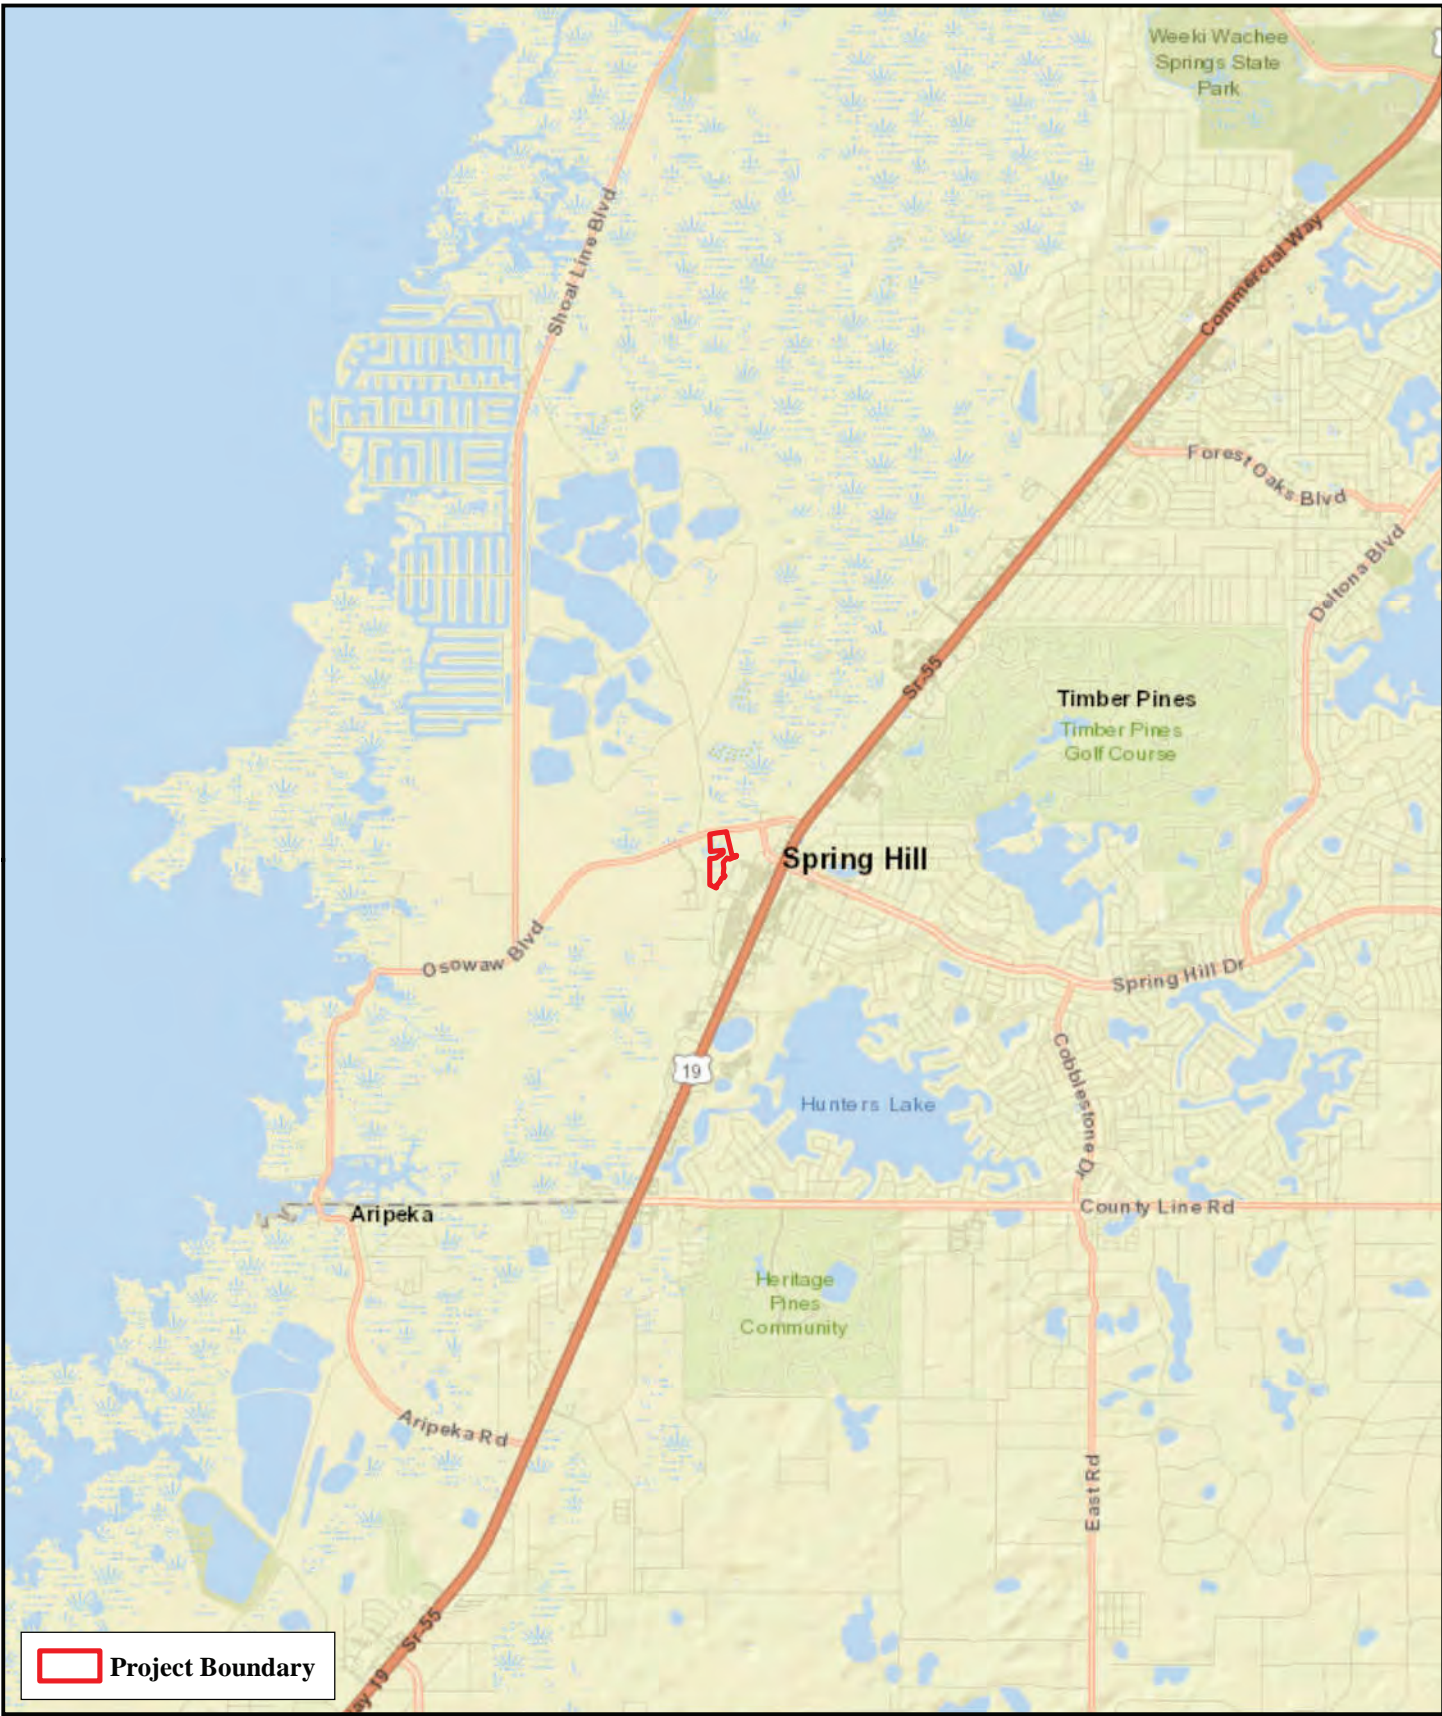 Weeki Wachee
Springs State
Park
Shoal Line Blvd
Commercial Way
Forest Oaks Blvd
Deltona Blvd
Sr-55
Timber Pines
Timber Pines
Golf Course
Spring Hill
Osowaw Blvd
Spring Hill Dr
Cobblestone Dr
19
Hunters Lake
Aripeka
County Line Rd
Heritage
Pines
Community
Aripeka Rd
East Rd
Sr-55
ay 19
Project Boundary